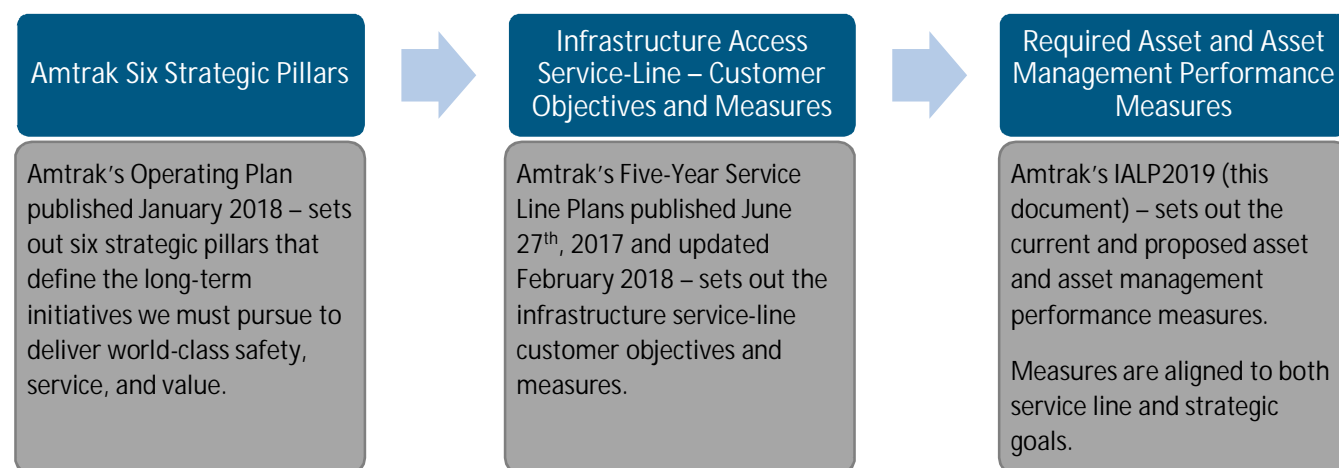 Amtrak Six Strategic Pillars
Amtrak's Operating Plan
published January 2018 – sets
out six strategic pillars that
define the long-term
initiatives we must pursue to
deliver world-class safety,
service, and value.
Infrastructure Access
Service-Line – Customer
Objectives and Measures
Amtrak's Five-Year Service
Line Plans published June
27th, 2017 and updated
February 2018 – sets out the
infrastructure service-line
customer objectives and
measures.
Required Asset and Asset
Management Performance
Measures
Amtrak's IALP2019 (this
document) – sets out the
current and proposed asset
and asset management
performance measures.
Measures are aligned to both
service line and strategic
goals.